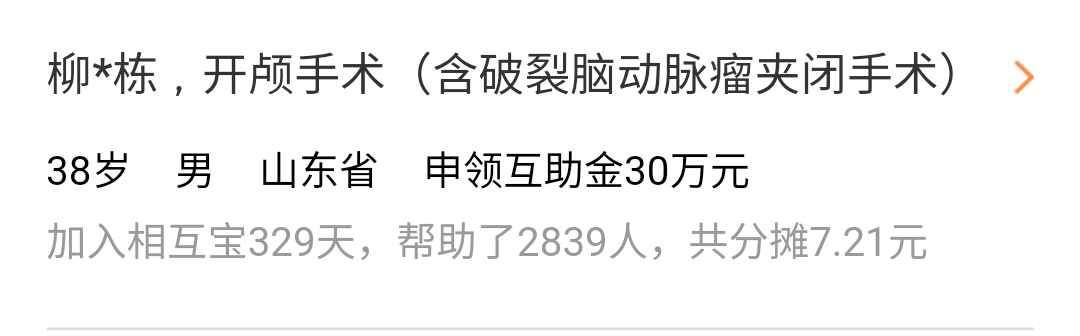 柳*栋，开颅手术（含破裂脑动脉瘤夹闭手术）
38岁 男 山东省 申领互助金30万元
加入相互宝329天，帮助了2839人，共分摊7.21元